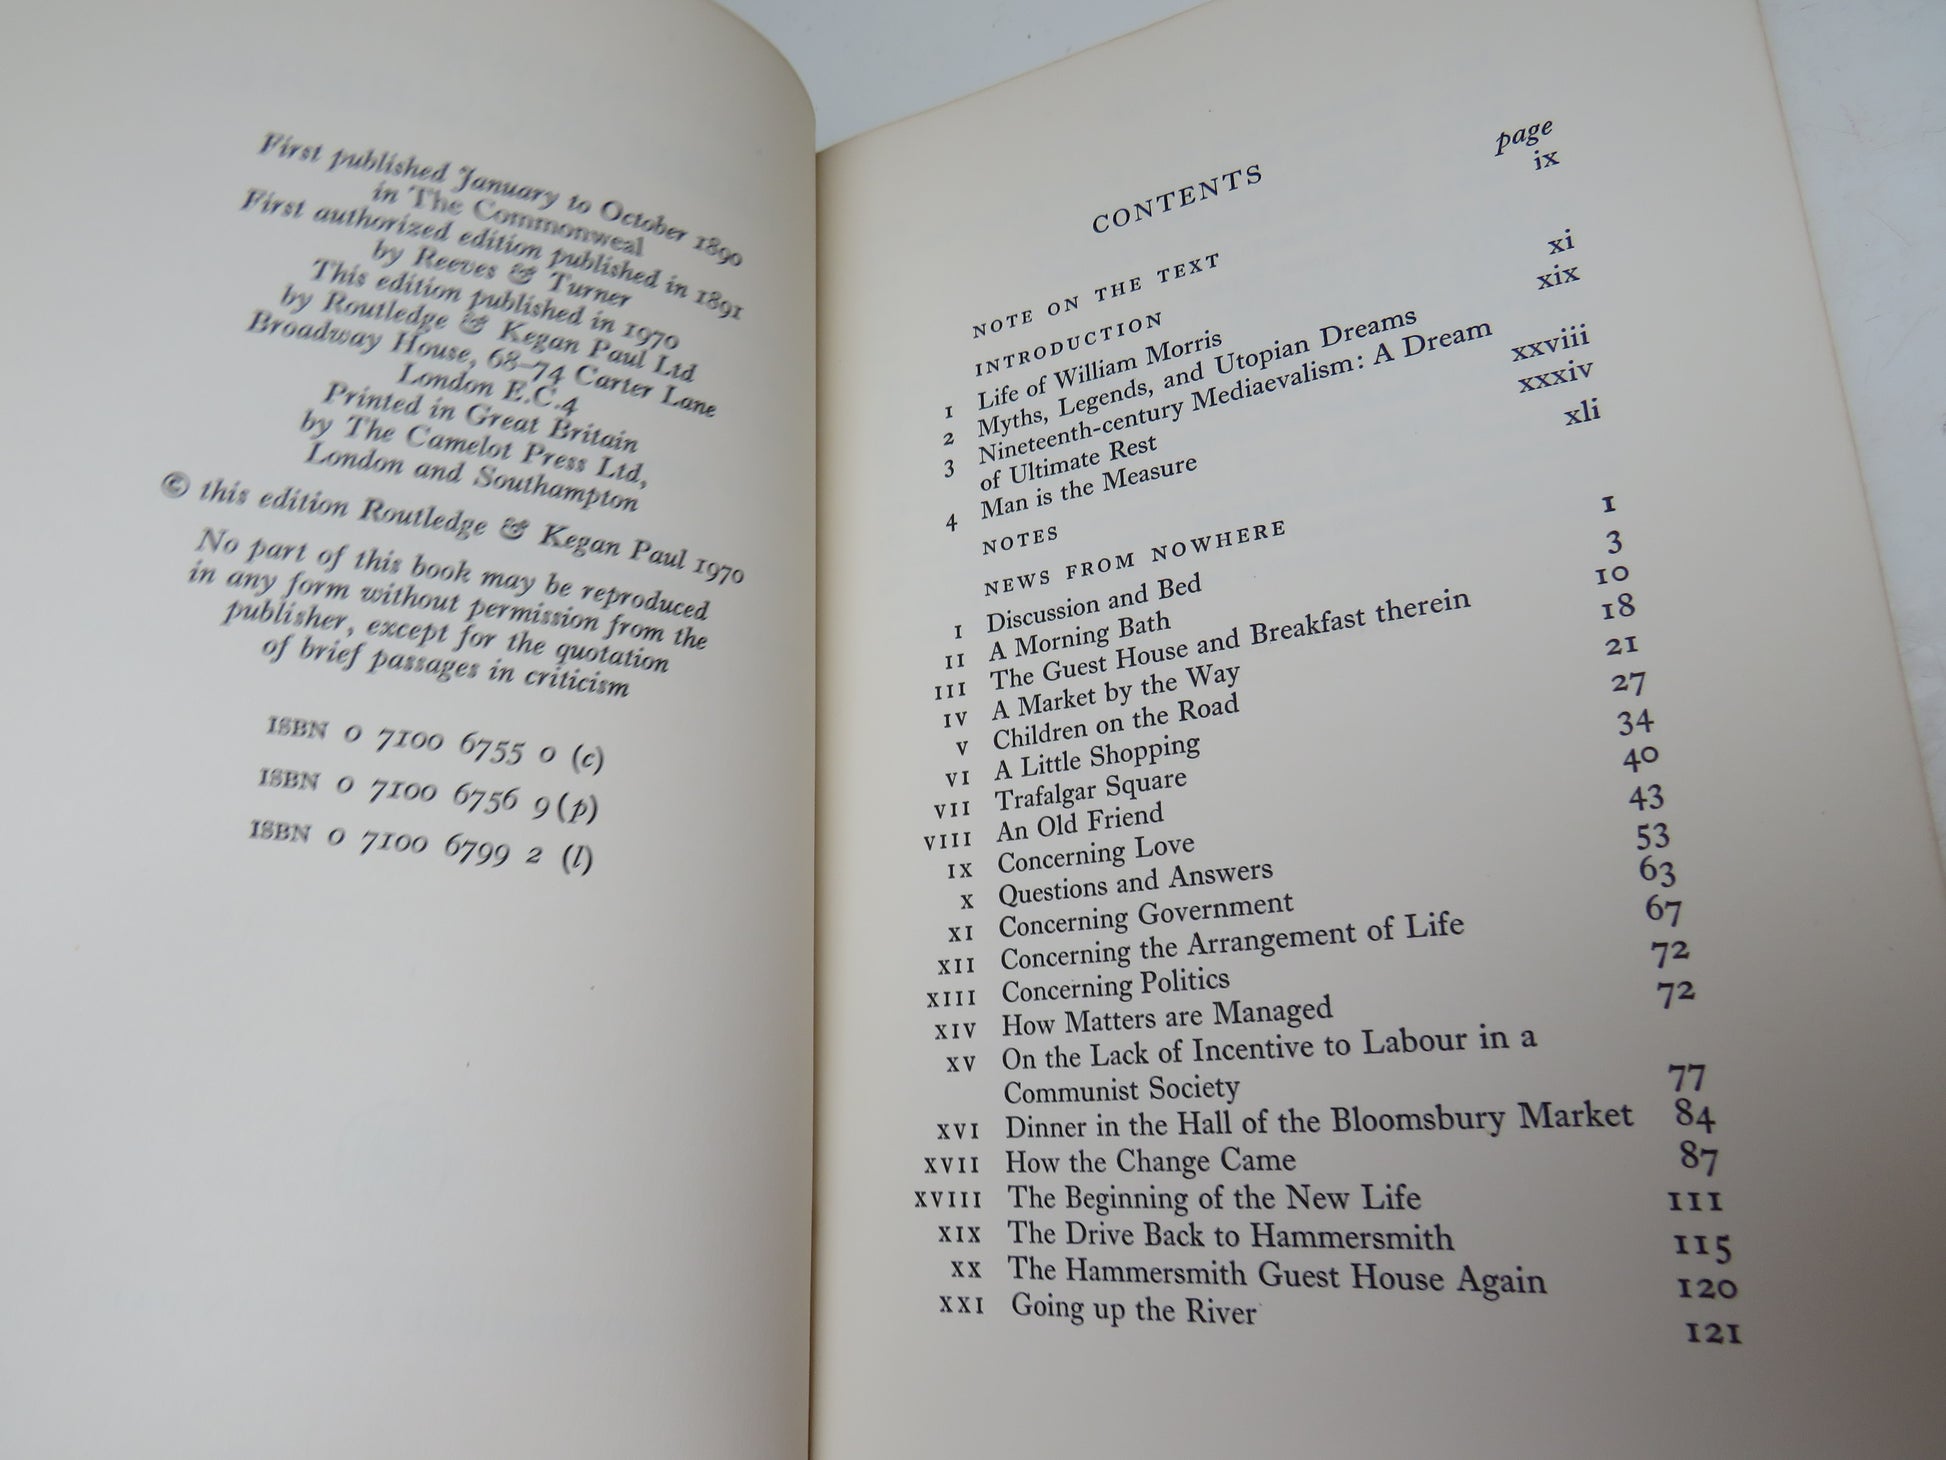 First published January to October 1890
in The Commonweal
First authorized edition published in 1891
by Reeves & Turner
This edition published in 1970
by Routledge & Kegan Paul Ltd
Broadway House, 68–74 Carter Lane
London E.C.4
Printed in Great Britain
by The Camelot Press Ltd,
London and Southampton
© this edition Routledge & Kegan Paul 1970
No part of this book may be reproduced
in any form without permission from the
publisher, except for the quotation
of brief passages in criticism
ISBN 0 7100 6755 0 (c)
ISBN 0 7100 6756 9 (p)
ISBN 0 7100 6799 2 (l)
CONTENTS
page
NOTE ON THE TEXT ix
INTRODUCTION
1 Life of William Morris xi
2 Myths, Legends, and Utopian Dreams xix
3 Nineteenth-century Mediaevalism: A Dream
of Ultimate Rest xxviii
4 Man is the Measure xxxiv
NOTES xli
NEWS FROM NOWHERE
I Discussion and Bed 1
II A Morning Bath 3
III The Guest House and Breakfast therein 10
IV A Market by the Way 18
V Children on the Road 21
VI A Little Shopping 27
VII Trafalgar Square 34
VIII An Old Friend 40
IX Concerning Love 43
X Questions and Answers 53
XI Concerning Government 63
XII Concerning the Arrangement of Life 67
XIII Concerning Politics 72
XIV How Matters are Managed 72
XV On the Lack of Incentive to Labour in a
Communist Society 77
XVI Dinner in the Hall of the Bloomsbury Market 84
XVII How the Change Came 87
XVIII The Beginning of the New Life 111
XIX The Drive Back to Hammersmith 115
XX The Hammersmith Guest House Again 120
XXI Going up the River 121